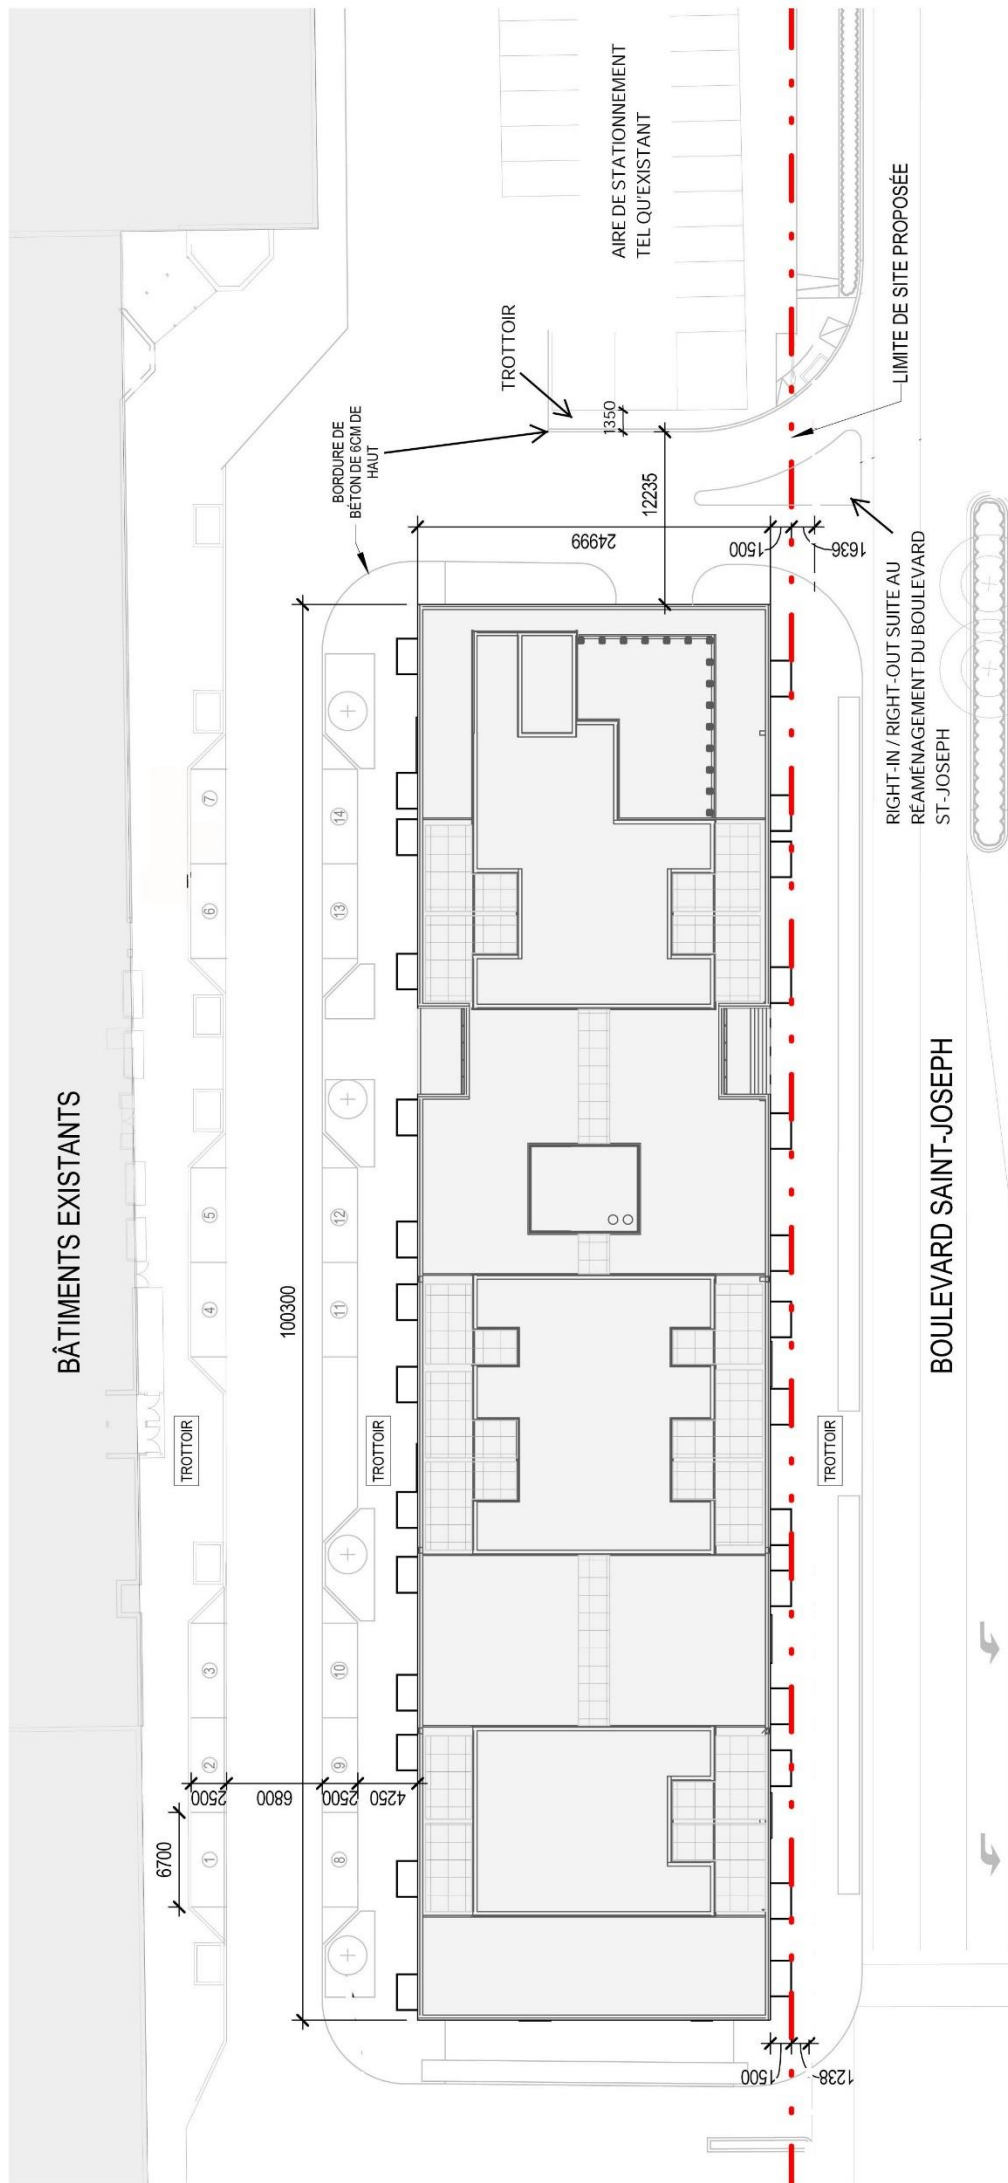 BÂTIMENTS EXISTANTS
AIRE DE STATIONNEMENT
TEL QU'EXISTANT
TROTTOIR
BORDURE DE
BÉTON DE 6CM DE
HAUT
LIMITE DE SITE PROPOSÉE
RIGHT-IN / RIGHT-OUT SUITE AU
RÉAMÉNAGEMENT DU BOULEVARD
ST-JOSEPH
BOULEVARD SAINT-JOSEPH
TROTTOIR
TROTTOIR
TROTTOIR
1
2
3
4
5
6
7
8
9
10
11
12
13
14
6700
2500
6800
2500
4250
100300
24999
12235
1350
1500
1636
1500
1238